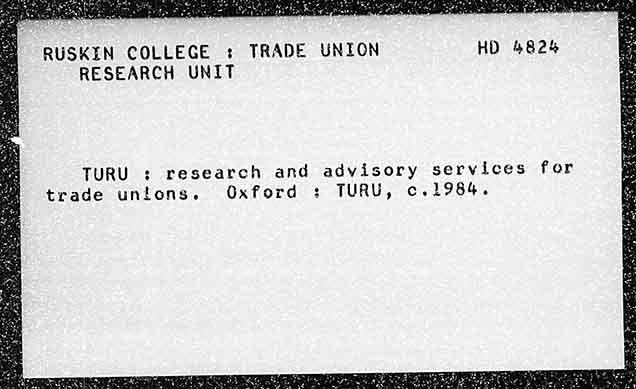 RUSKIN COLLEGE : TRADE UNION HD 4824
RESEARCH UNIT
TURU : research and advisory services for
trade unions. Oxford : TURU, c.1984.